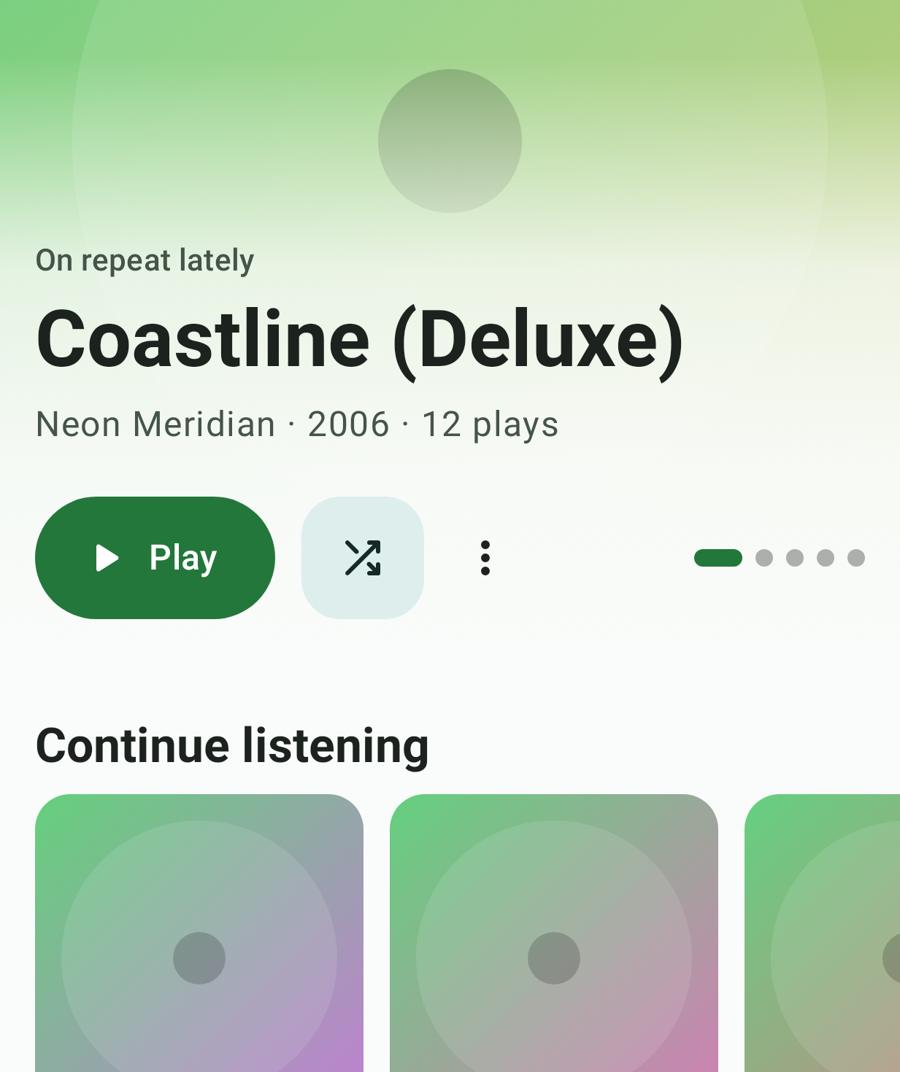 On repeat lately
Coastline (Deluxe)
Neon Meridian · 2006 · 12 plays
Play
Continue listening